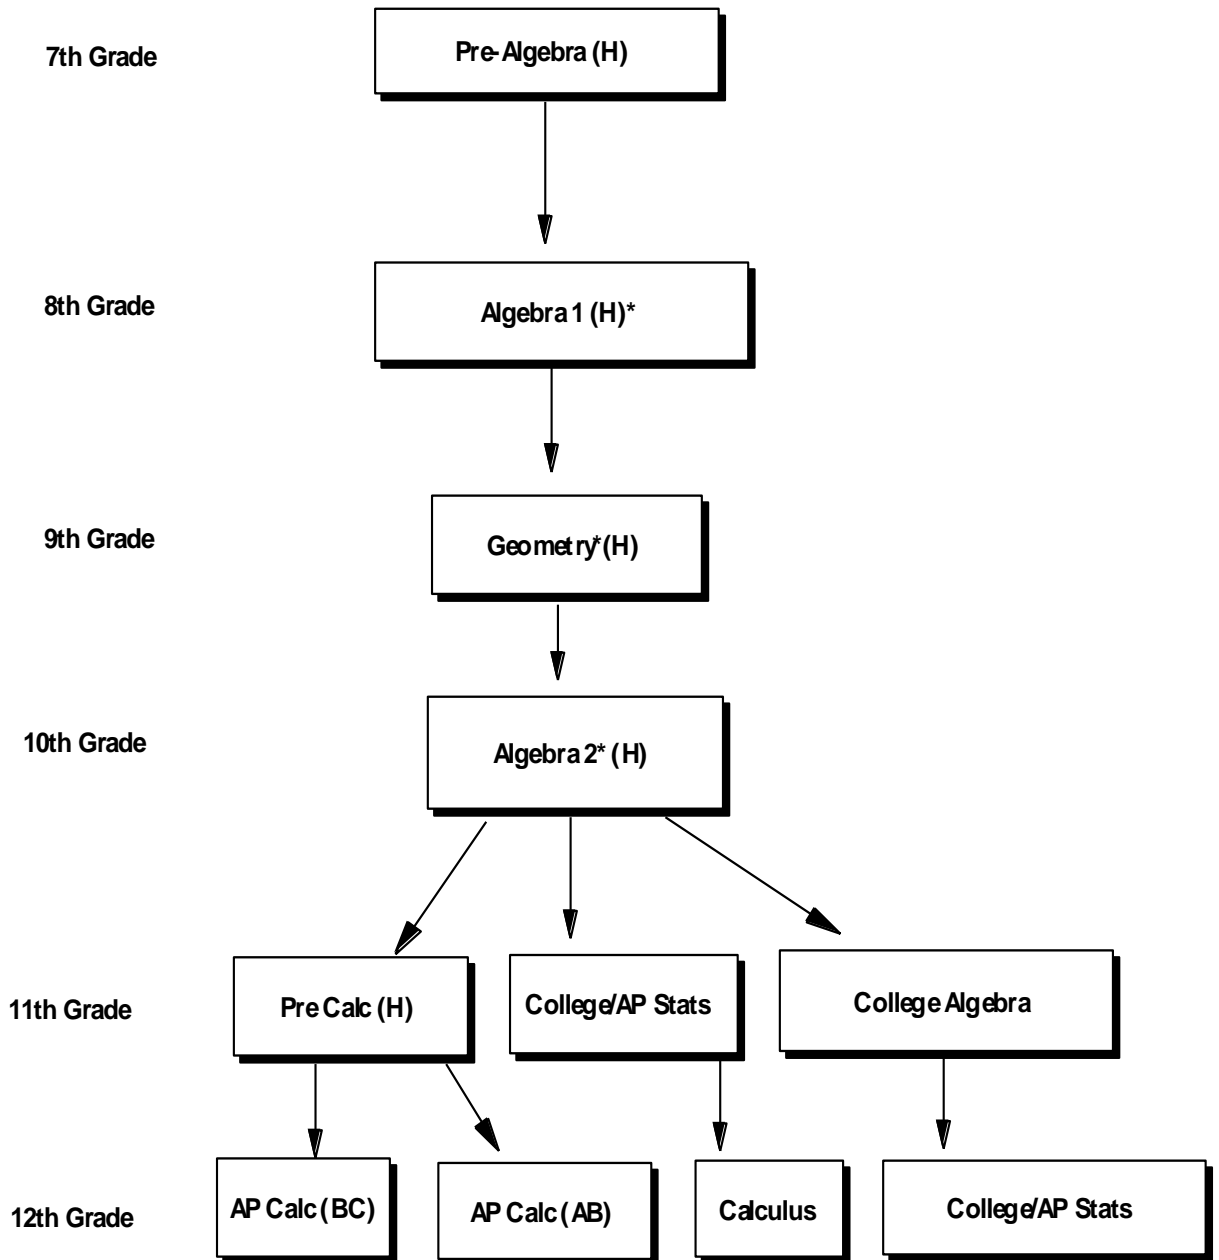 7th Grade
Pre-Algebra (H)
8th Grade
Algebra 1 (H)*
9th Grade
Geometry*(H)
10th Grade
Algebra 2* (H)
11th Grade
Pre Calc (H)
College/AP Stats
College Algebra
12th Grade
AP Calc (BC)
AP Calc (AB)
Calculus
College/AP Stats